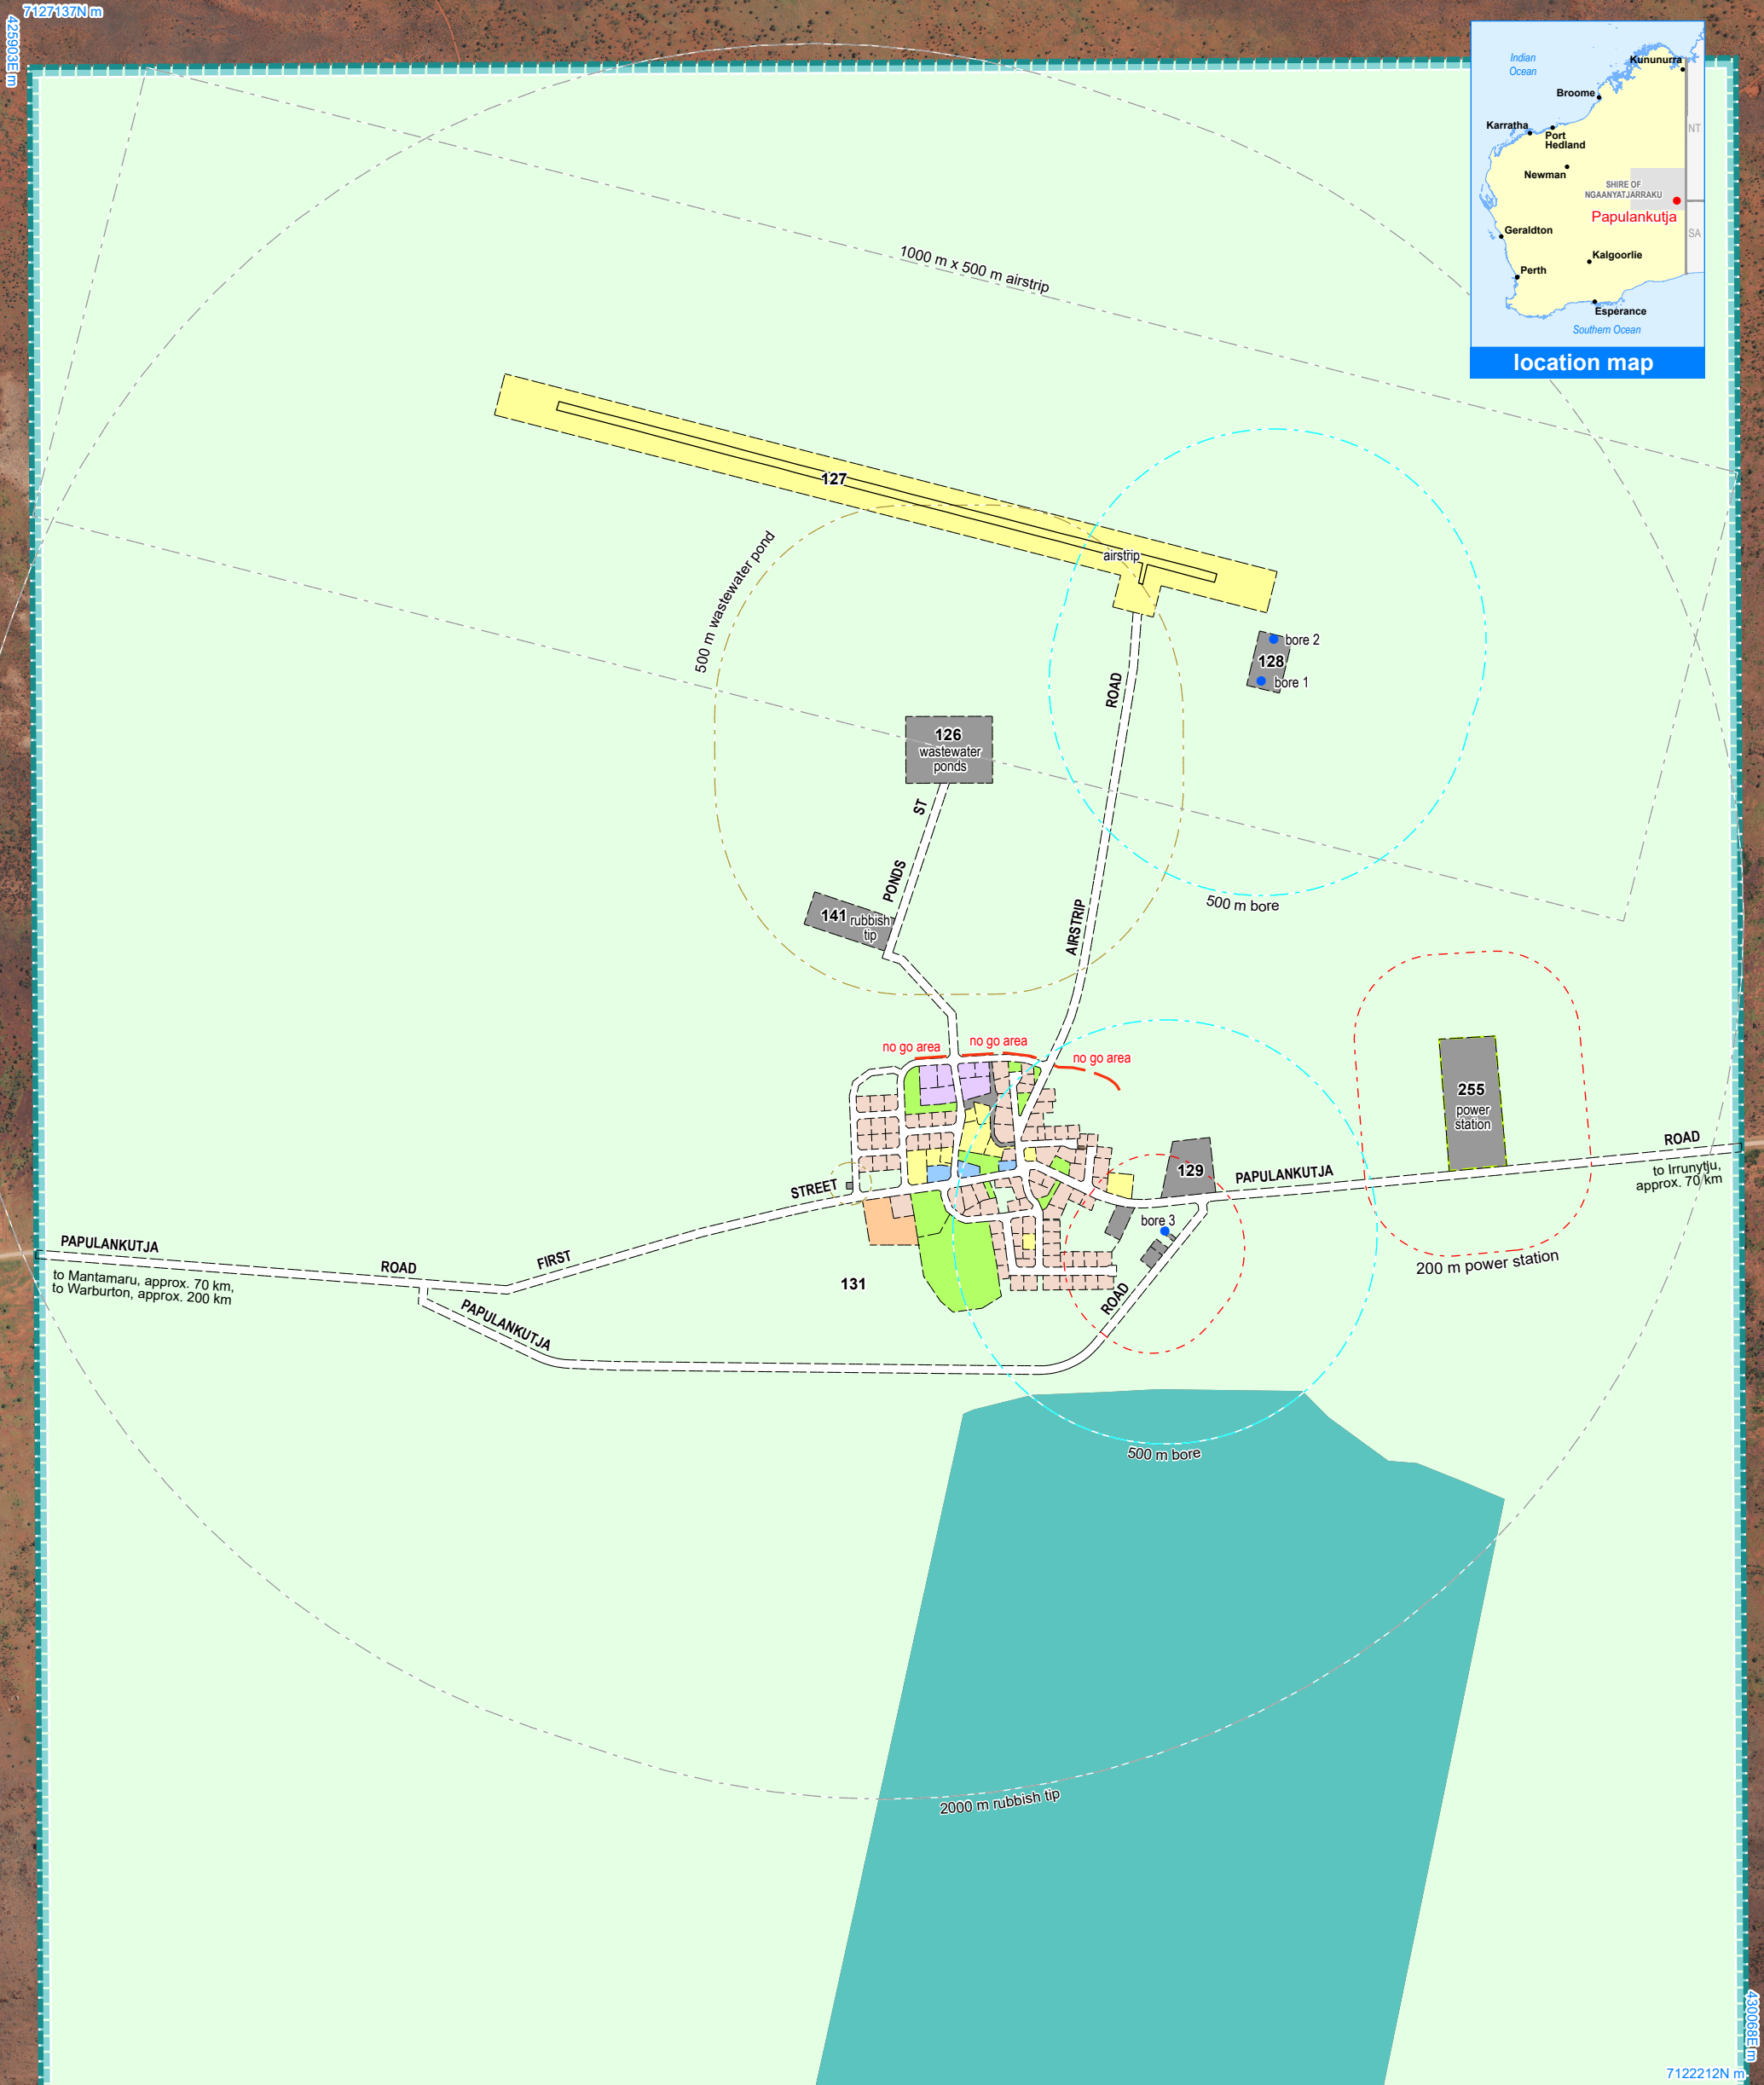 7127137N m
425903E m
Indian
Ocean
Kununurra
Broome
Karratha
Port
Hedland
NT
Newman
SHIRE OF
NGAANYATJARRAKU
Papulankutja
SA
Geraldton
Kalgoorlie
Perth
Esperance
Southern Ocean
location map
1000 m x 500 m airstrip
127
airstrip
500 m wastewater pond
bore 2
128
bore 1
ROAD
126
wastewater
ponds
ST
PONDS
141 rubbish
tip
AIRSTRIP
500 m bore
no go area
no go area
no go area
255
power
station
129
PAPULANKUTJA
ROAD
to Irrunytju,
approx. 70 km
STREET
bore 3
PAPULANKUTJA
ROAD
FIRST
200 m power station
to Mantamaru, approx. 70 km,
to Warburton, approx. 200 km
131
ROAD
PAPULANKUTJA
500 m bore
2000 m rubbish tip
430068E m
7122212N m